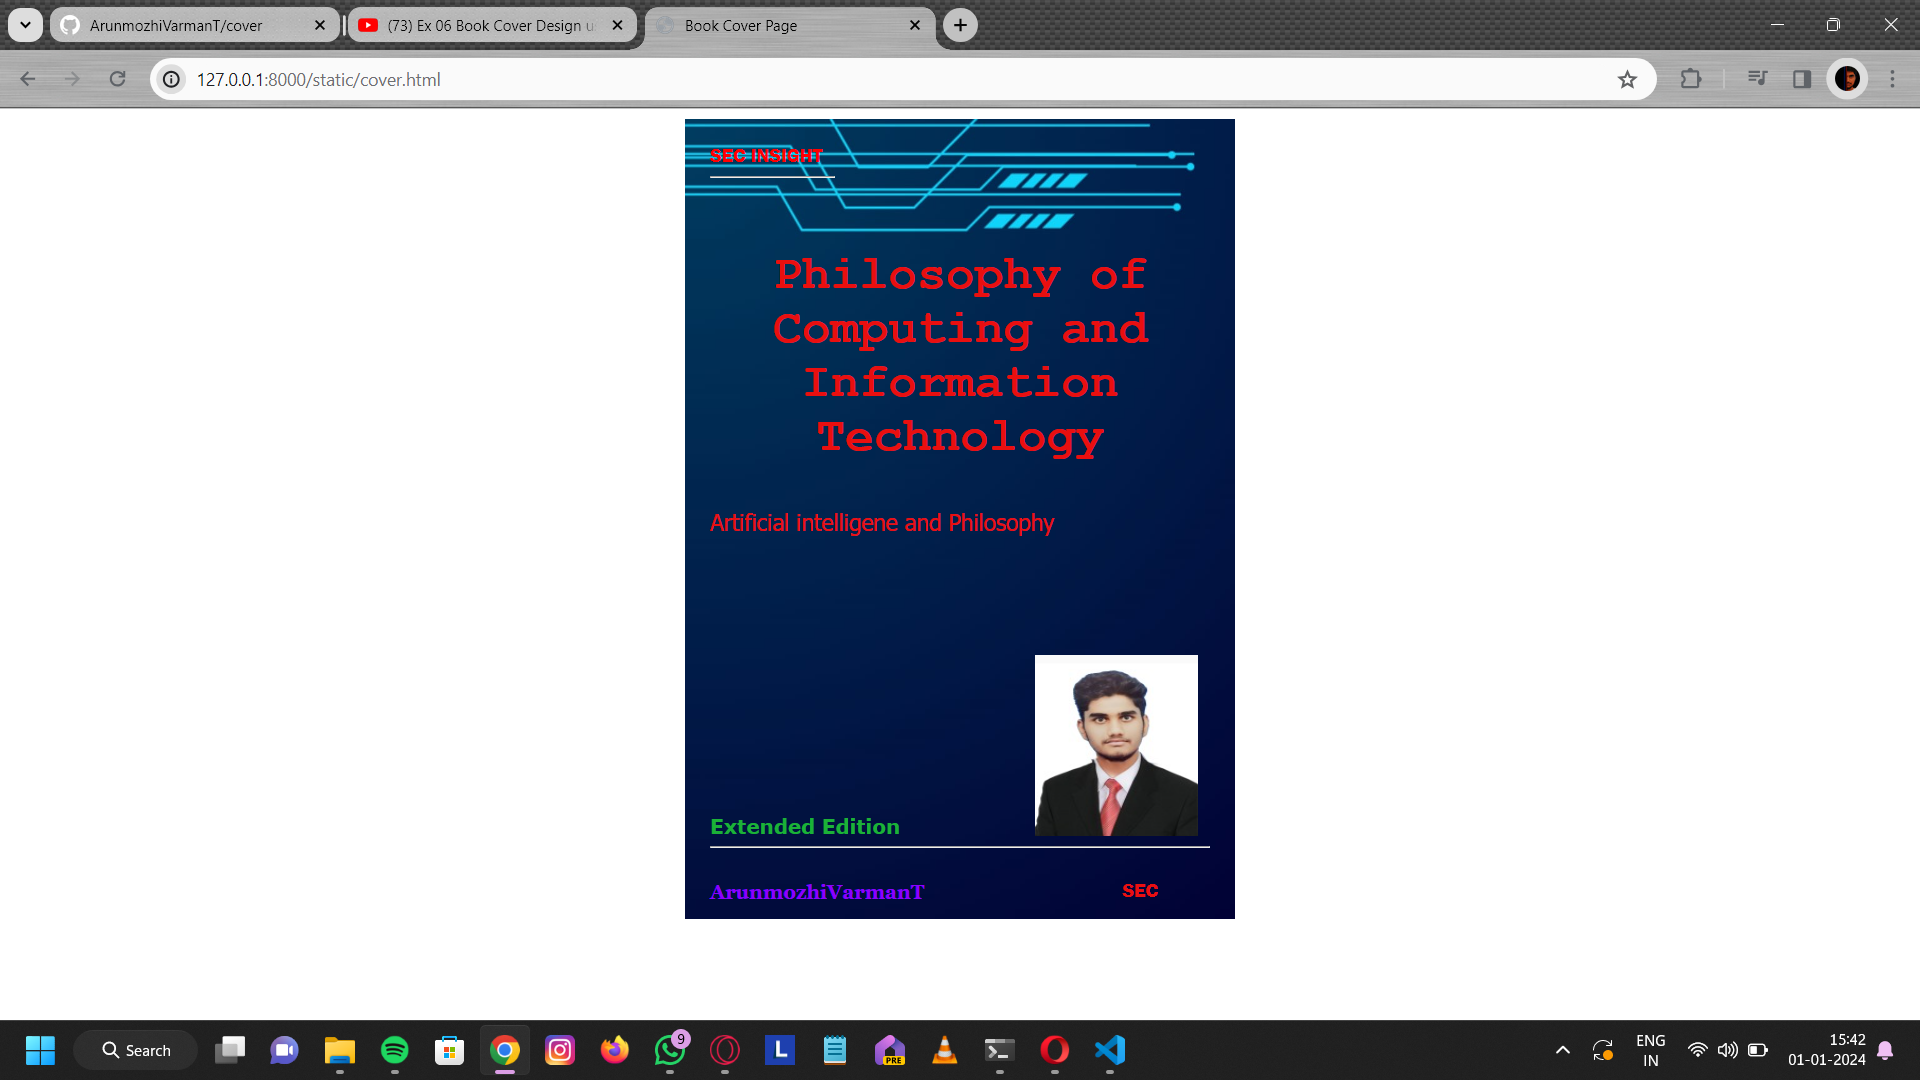 ArunmozhiVarmanT/cover
(73) Ex 06 Book Cover Design u
Book Cover Page
127.0.0.1:8000/static/cover.html
SEC INSIGHT
Philosophy of
Computing and
Information
Technology
Artificial intelligene and Philosophy
Extended Edition
ArunmozhiVarmanT
SEC
Search
9
L
PRE
ENG
IN
15:42
01-01-2024